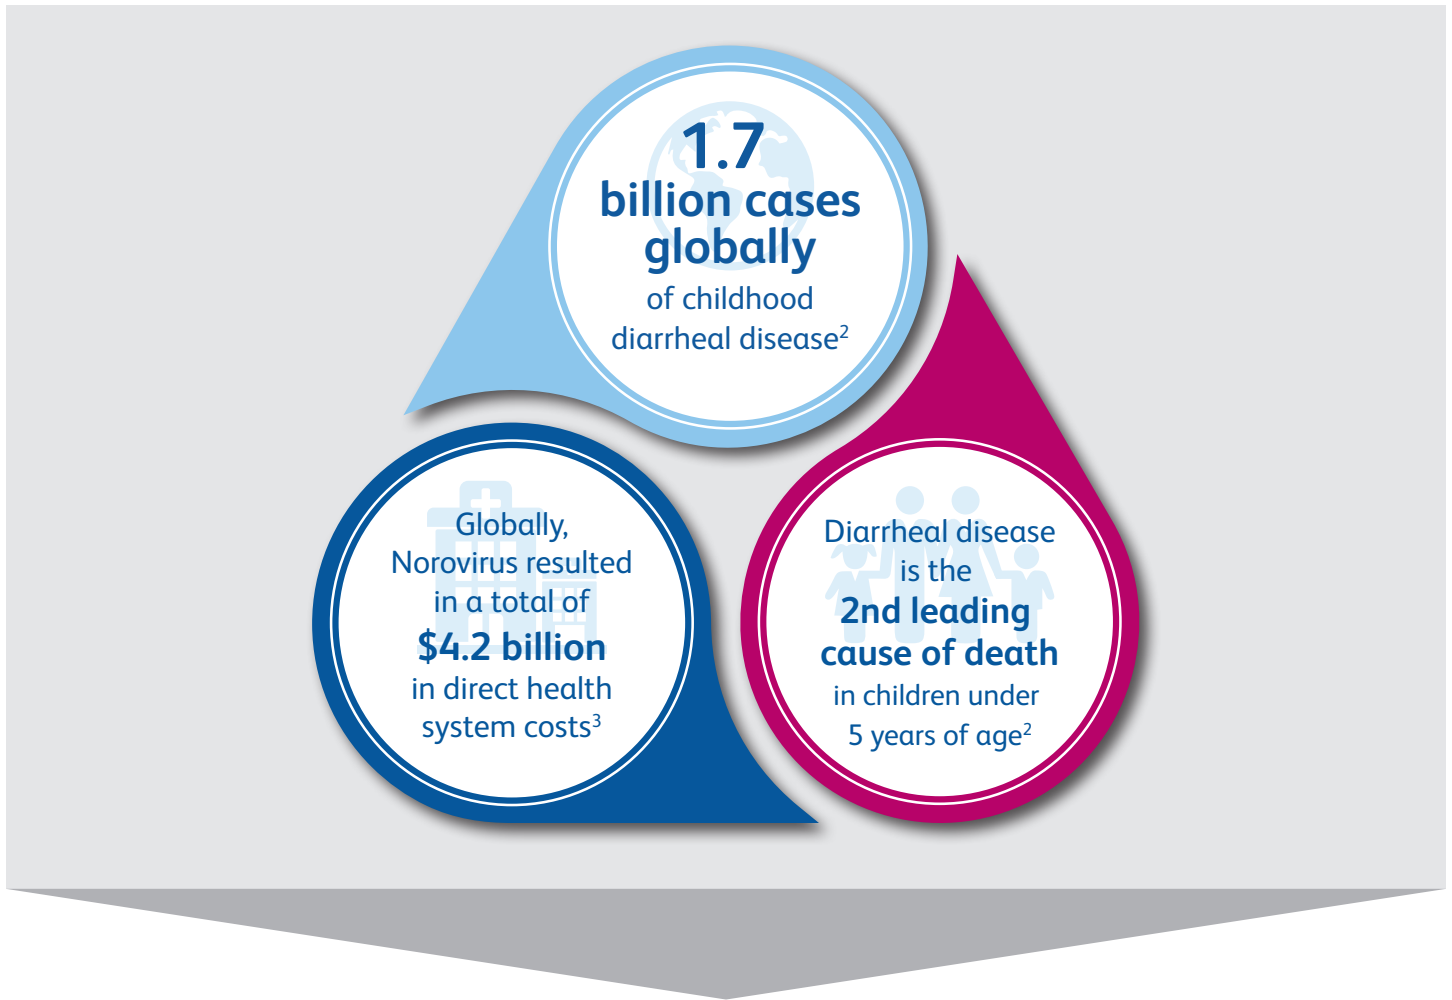 1.7
billion cases
globally
of childhood
diarrheal disease²
Globally,
Norovirus resulted
in a total of
$4.2 billion
in direct health
system costs³
Diarrheal disease
is the
2nd leading
cause of death
in children under
5 years of age²